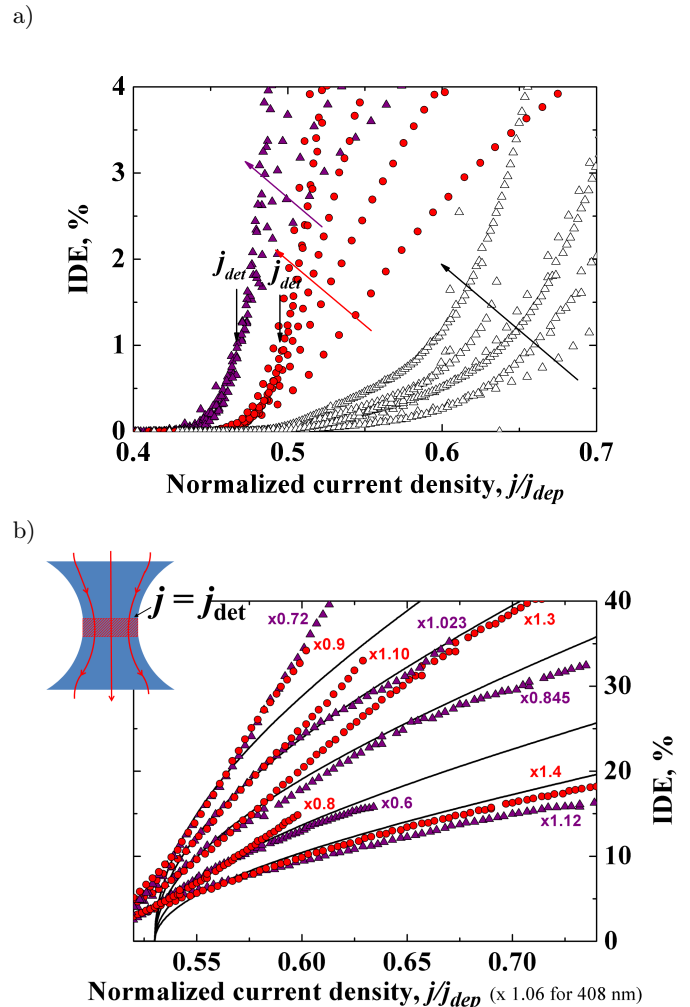 a)
4
3
2
1
0
IDE, %
j_det
j_det
0.4 0.5 0.6 0.7
Normalized current density, j/j_dep
b)
j = j_det
x0.72
x0.9
x1.10
x1.023
x1.3
x0.845
x1.4
x0.8
x0.6
x1.12
40
30
20
10
0
IDE, %
0.55 0.60 0.65 0.70
Normalized current density, j/j_dep (x 1.06 for 408 nm)